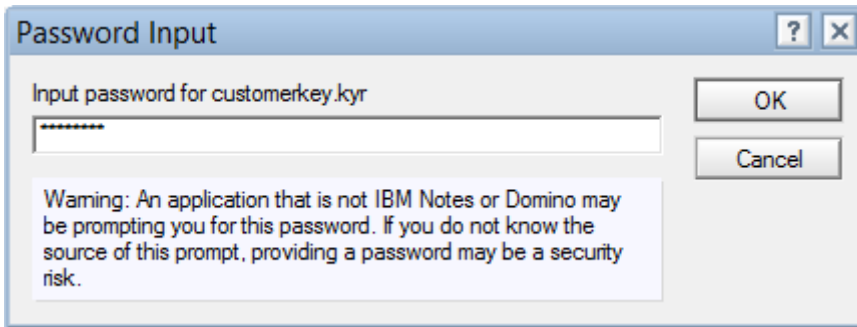 Password Input
?
Input password for customerkey.kyr
OK
********
Cancel
Warning: An application that is not IBM Notes or Domino may
be prompting you for this password. If you do not know the
source of this prompt, providing a password may be a security
risk.